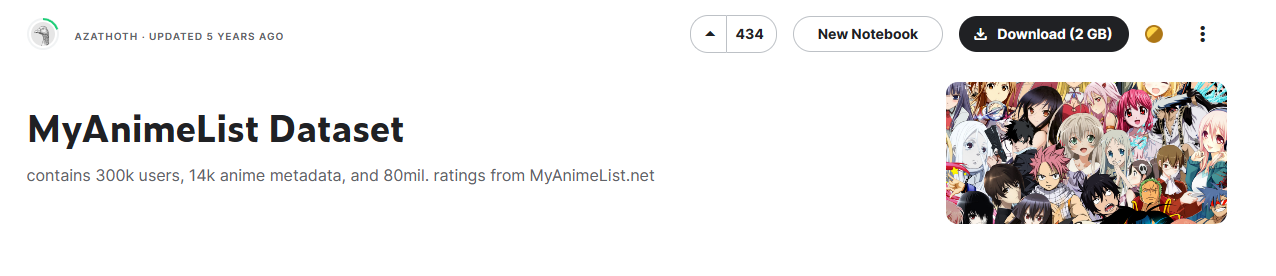 AZATHOTH · UPDATED 5 YEARS AGO
434
New Notebook
Download (2 GB)
MyAnimeList Dataset
contains 300k users, 14k anime metadata, and 80mil. ratings from MyAnimeList.net